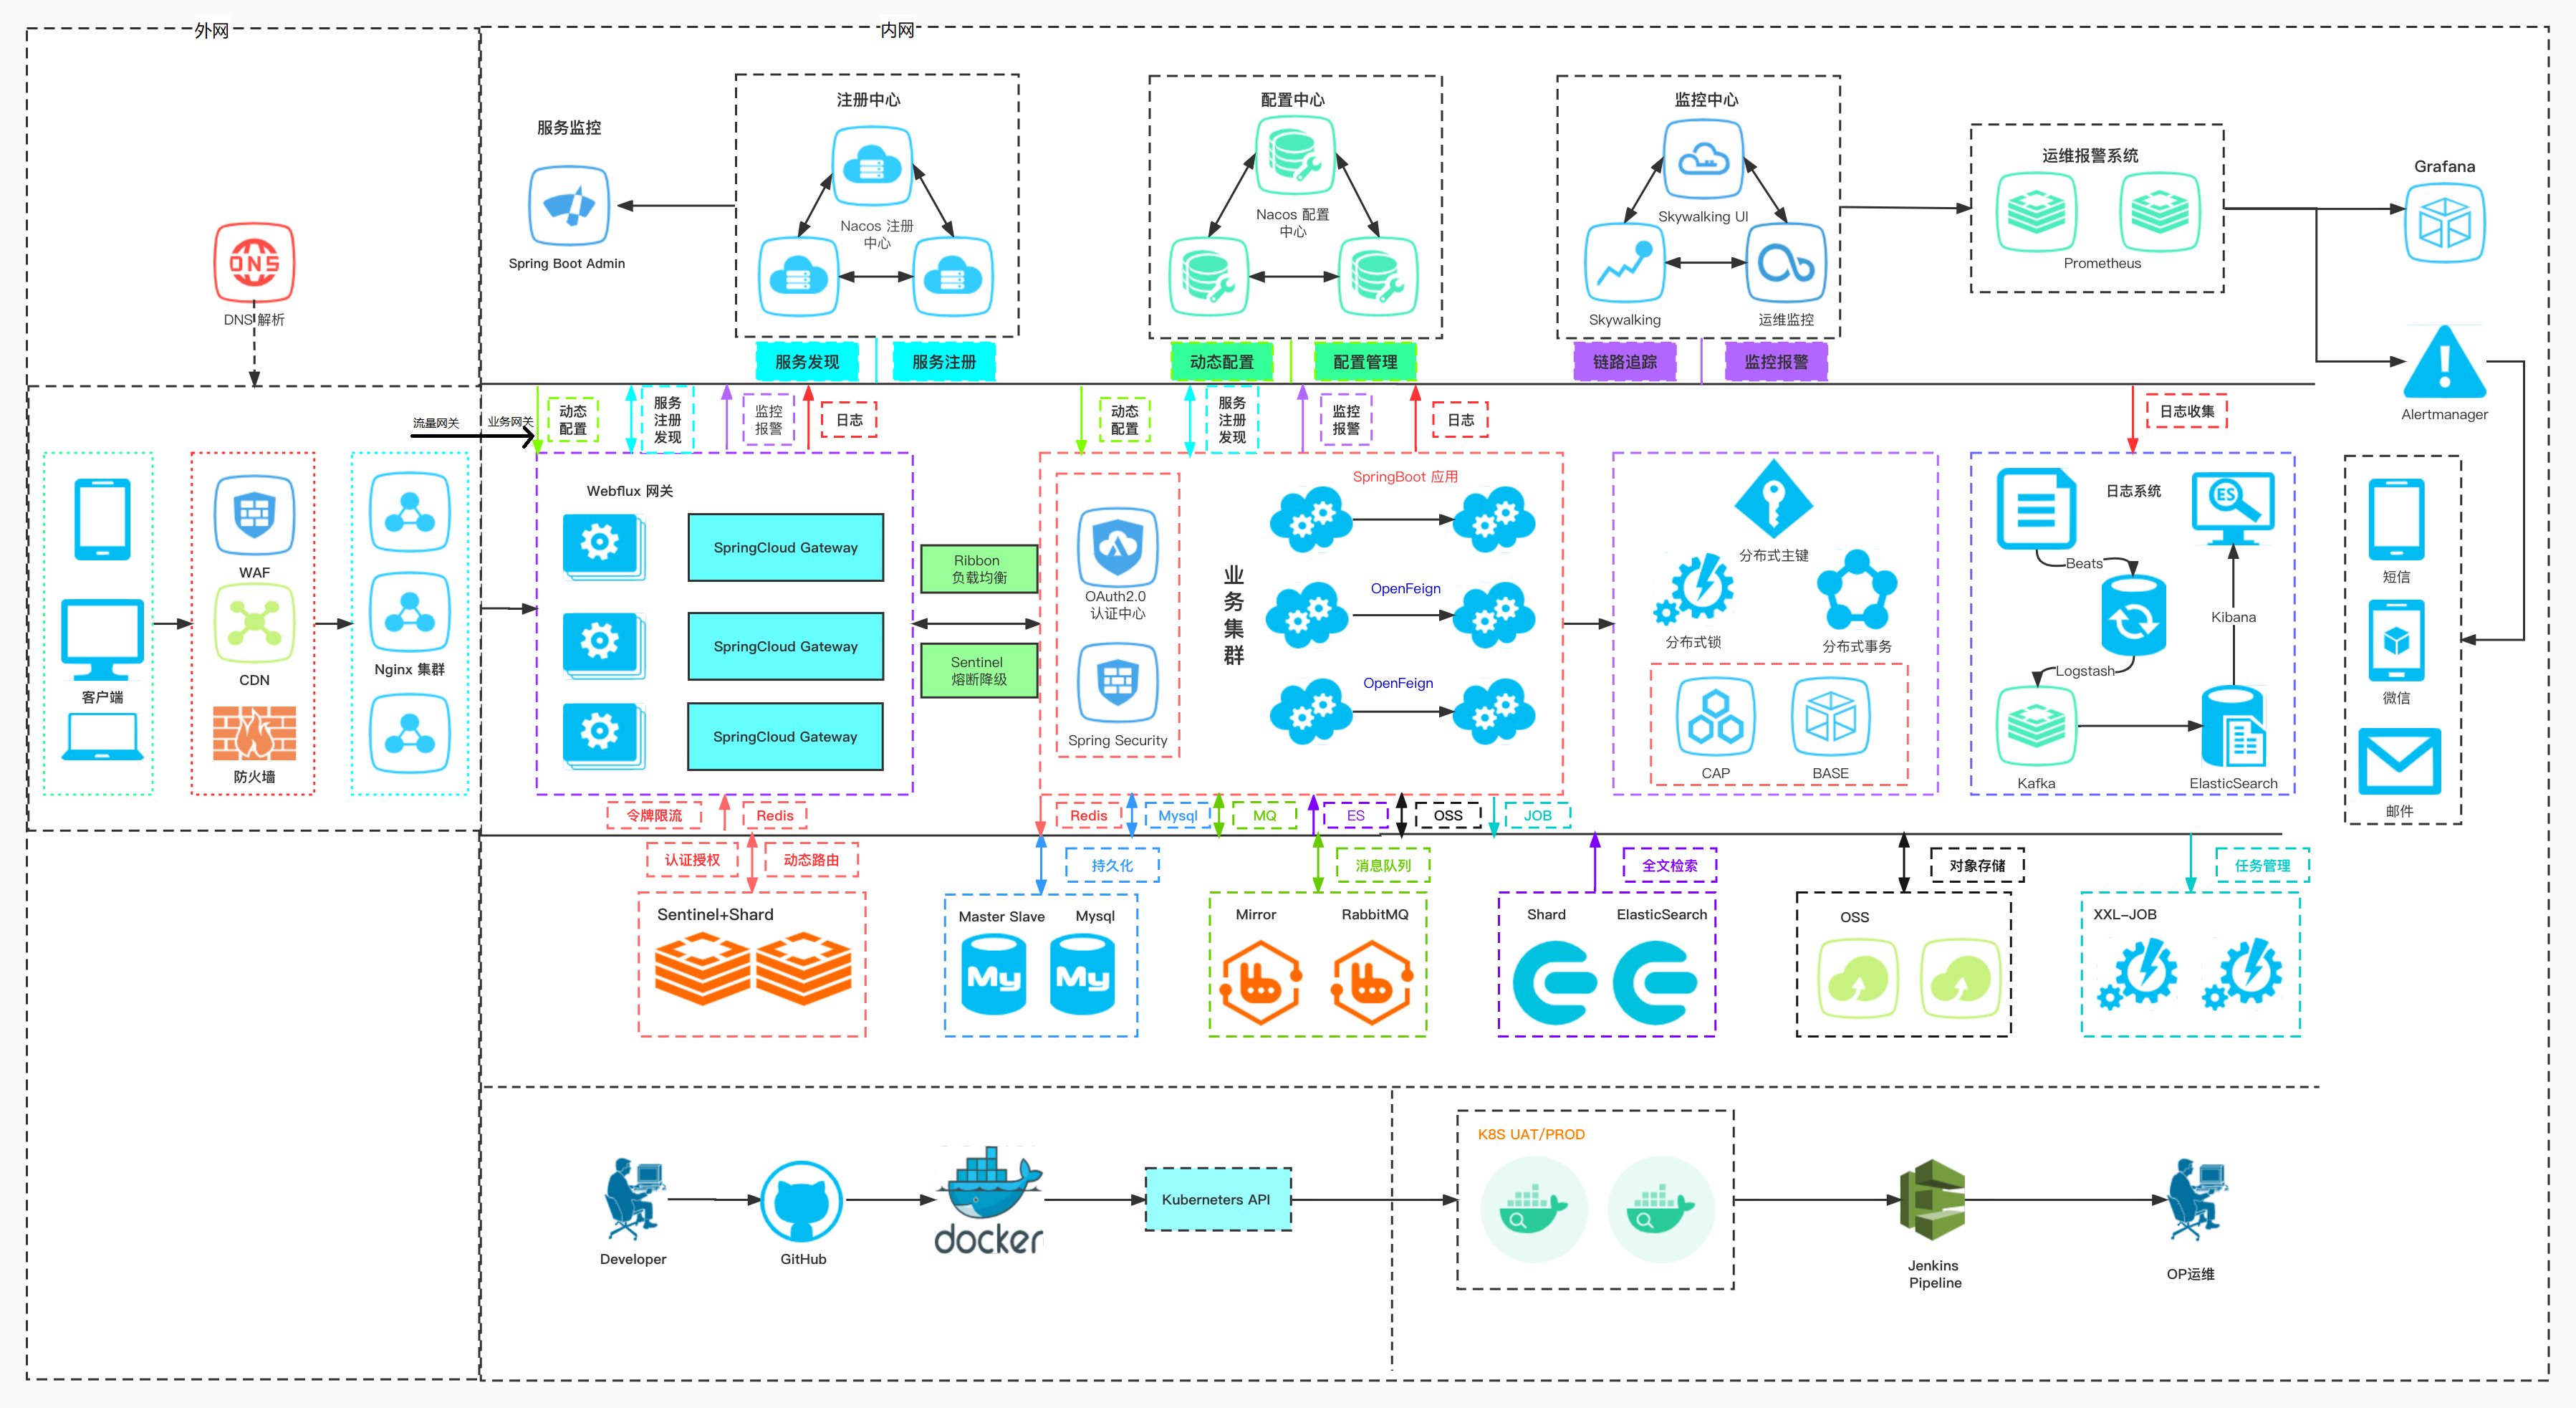 外网
内网
服务监控
Spring Boot Admin
注册中心
Nacos 注册
中心
配置中心
Nacos 配置
中心
监控中心
Skywalking UI
Skywalking
运维监控
运维报警系统
Prometheus
Grafana
Alertmanager
DNS
DNS 解析
服务发现
服务注册
动态配置
配置管理
链路追踪
监控报警
流量网关
业务网关
动态
配置
服务
注册
发现
监控
报警
日志
动态
配置
服务
注册
发现
监控
报警
日志
日志收集
客户端
WAF
CDN
防火墙
Nginx 集群
Webflux 网关
SpringCloud Gateway
SpringCloud Gateway
SpringCloud Gateway
Ribbon
负载均衡
Sentinel
熔断降级
OAuth2.0
认证中心
Spring Security
业
务
集
群
SpringBoot 应用
OpenFeign
OpenFeign
分布式主键
分布式锁
分布式事务
CAP
BASE
日志系统
ES
Beats
Logstash
Kibana
Kafka
ElasticSearch
短信
微信
邮件
令牌限流
Redis
Redis
Mysql
MQ
ES
OSS
JOB
认证授权
动态路由
持久化
消息队列
全文检索
对象存储
任务管理
Sentinel+Shard
Master Slave
Mysql
My
My
Mirror
RabbitMQ
Shard
ElasticSearch
OSS
XXL-JOB
Developer
GitHub
docker
Kuberneters API
K8S UAT/PROD
Jenkins
Pipeline
OP运维